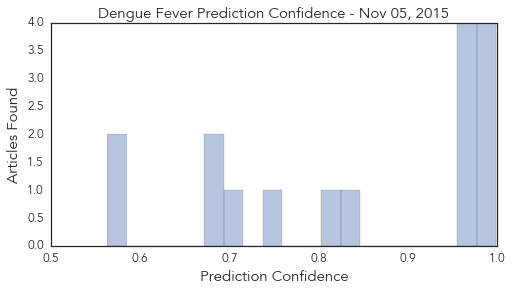 Dengue Fever Prediction Confidence - Nov 05, 2015
4.0
3.5
3.0
2.5
2.0
1.5
1.0
0.5
0.0
Articles Found
0.5 0.6 0.7 0.8 0.9 1.0
Prediction Confidence